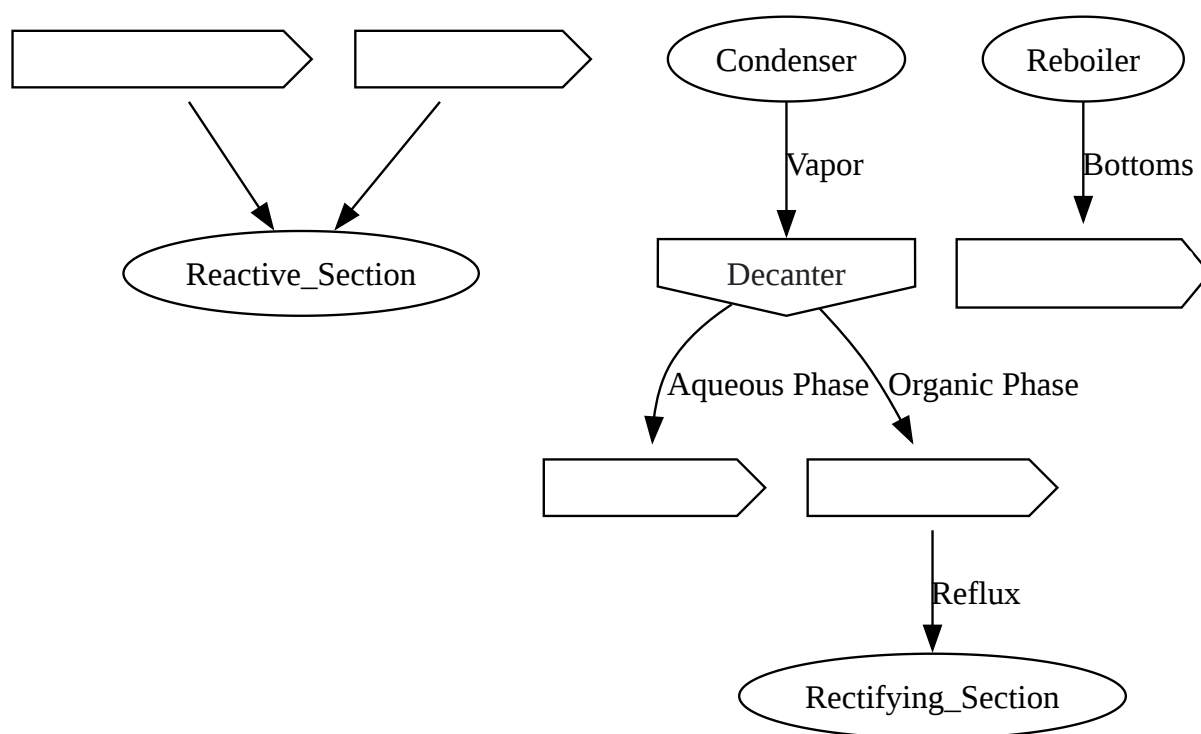 Condenser
Reboiler
Vapor
Bottoms
Reactive_Section
Decanter
Aqueous Phase
Organic Phase
Reflux
Rectifying_Section